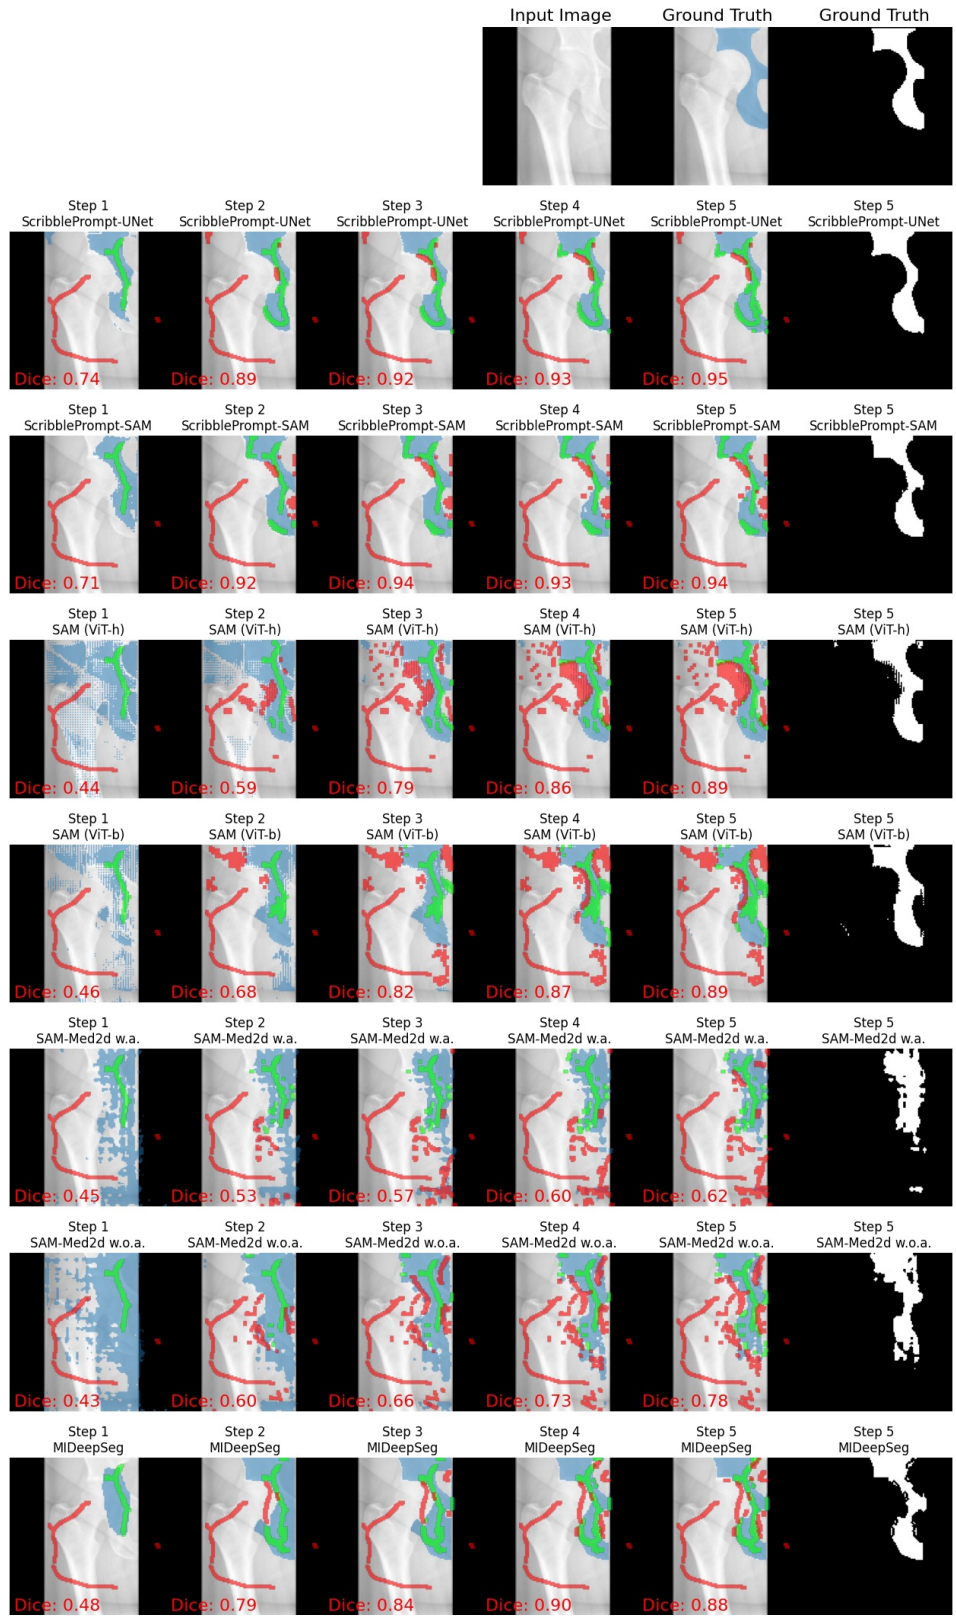 Input Image Ground Truth Ground Truth
Step 1 Step 2 Step 3 Step 4 Step 5 Step 5
ScribblePrompt-UNet ScribblePrompt-UNet ScribblePrompt-UNet ScribblePrompt-UNet ScribblePrompt-UNet ScribblePrompt-UNet
Dice: 0.74 Dice: 0.89 Dice: 0.92 Dice: 0.93 Dice: 0.95
Step 1 Step 2 Step 3 Step 4 Step 5 Step 5
ScribblePrompt-SAM ScribblePrompt-SAM ScribblePrompt-SAM ScribblePrompt-SAM ScribblePrompt-SAM ScribblePrompt-SAM
Dice: 0.71 Dice: 0.92 Dice: 0.94 Dice: 0.93 Dice: 0.94
Step 1 Step 2 Step 3 Step 4 Step 5 Step 5
SAM (ViT-h) SAM (ViT-h) SAM (ViT-h) SAM (ViT-h) SAM (ViT-h) SAM (ViT-h)
Dice: 0.44 Dice: 0.59 Dice: 0.79 Dice: 0.86 Dice: 0.89
Step 1 Step 2 Step 3 Step 4 Step 5 Step 5
SAM (ViT-b) SAM (ViT-b) SAM (ViT-b) SAM (ViT-b) SAM (ViT-b) SAM (ViT-b)
Dice: 0.46 Dice: 0.68 Dice: 0.82 Dice: 0.87 Dice: 0.89
Step 1 Step 2 Step 3 Step 4 Step 5 Step 5
SAM-Med2d w.a. SAM-Med2d w.a. SAM-Med2d w.a. SAM-Med2d w.a. SAM-Med2d w.a. SAM-Med2d w.a.
Dice: 0.45 Dice: 0.53 Dice: 0.57 Dice: 0.60 Dice: 0.62
Step 1 Step 2 Step 3 Step 4 Step 5 Step 5
SAM-Med2d w.o.a. SAM-Med2d w.o.a. SAM-Med2d w.o.a. SAM-Med2d w.o.a. SAM-Med2d w.o.a. SAM-Med2d w.o.a.
Dice: 0.43 Dice: 0.60 Dice: 0.66 Dice: 0.73 Dice: 0.78
Step 1 Step 2 Step 3 Step 4 Step 5 Step 5
MIDeepSeg MIDeepSeg MIDeepSeg MIDeepSeg MIDeepSeg MIDeepSeg
Dice: 0.48 Dice: 0.79 Dice: 0.84 Dice: 0.90 Dice: 0.88